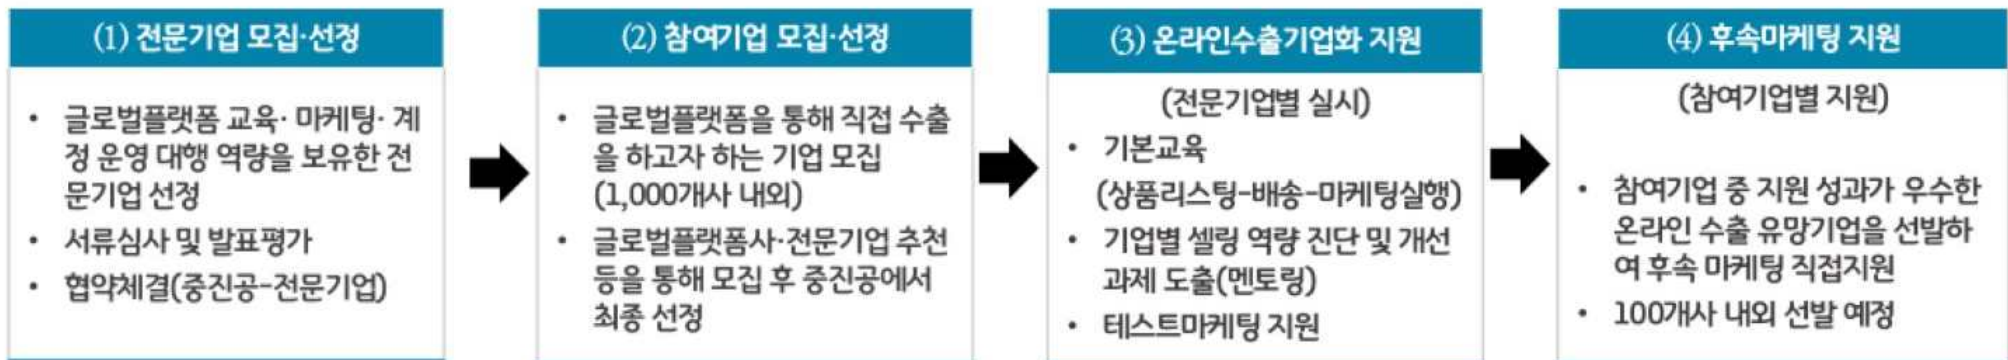 (1) 전문기업 모집·선정
• 글로벌플랫폼 교육· 마케팅· 계
정 운영 대행 역량을 보유한 전
문기업 선정
• 서류심사 및 발표평가
• 협약체결(중진공-전문기업)
(2) 참여기업 모집·선정
• 글로벌플랫폼을 통해 직접 수출
을 하고자 하는 기업 모집
(1,000개사 내외)
• 글로벌플랫폼사·전문기업 추천
등을 통해 모집 후 중진공에서
최종 선정
(3) 온라인수출기업화 지원
(전문기업별 실시)
• 기본교육
(상품리스팅-배송-마케팅실행)
• 기업별 셀링 역량 진단 및 개선
과제 도출(멘토링)
• 테스트마케팅 지원
(4) 후속마케팅 지원
(참여기업별 지원)
• 참여기업 중 지원 성과가 우수한
온라인 수출 유망기업을 선발하
여 후속 마케팅 직접지원
• 100개사 내외 선발 예정